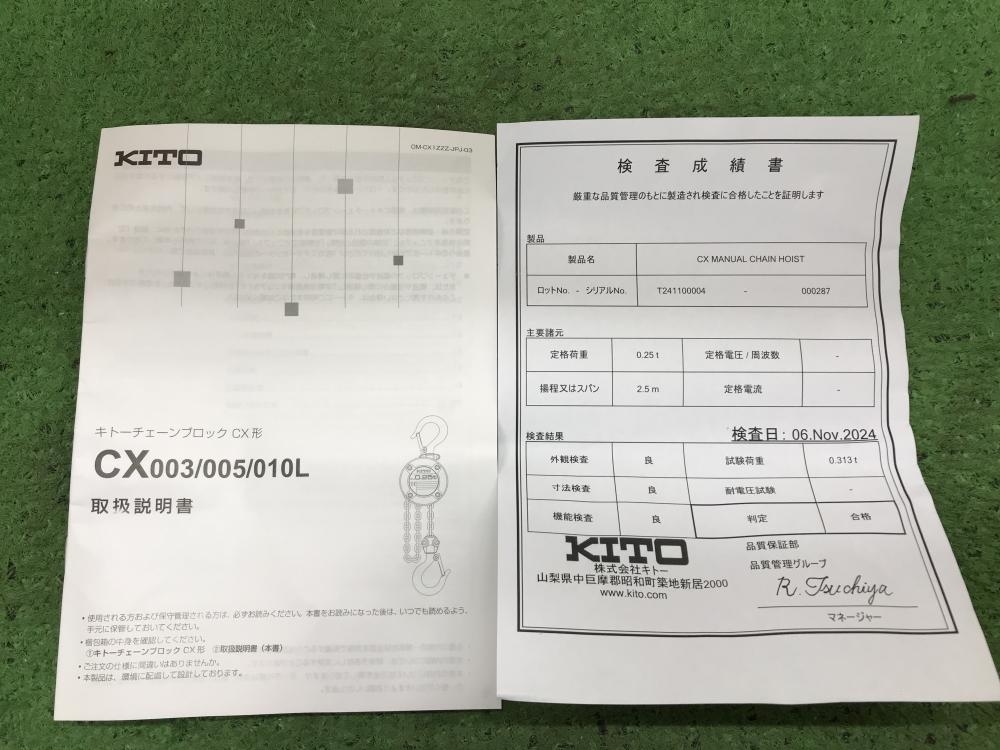 KITO
OM-CX1ZZZ-JPJ-03
キトーチェーンブロック CX 形
CX003/005/010L
取扱説明書
・使用される方および保守管理される方は、必ずお読みください。本書をお読みになった後は、いつでも読めるよう、
手元に保管しておいてください。
・梱包箱の中身を確認してください。
①キトーチェーンブロック CX 形 ②取扱説明書（本書）
・ご注文の仕様に間違いはありませんか。
・本製品は、環境に配慮して設計しております。
検査成績書
厳重な品質管理のもとに製造され検査に合格したことを証明します
製品
製品名 CX MANUAL CHAIN HOIST
ロットNo. - シリアルNo. T241100004 - 000287
主要諸元
定格荷重 0.25 t 定格電圧 / 周波数 -
揚程又はスパン 2.5 m 定格電流 -
検査結果 検査日: 06.Nov.2024
外観検査 良 試験荷重 0.313 t
寸法検査 良 耐電圧試験 -
機能検査 良 判定 合格
KITO
株式会社キトー
山梨県中巨摩郡昭和町築地新居2000
www.kito.com
品質保証部
品質管理グループ
R. Tsuchiya
マネージャー